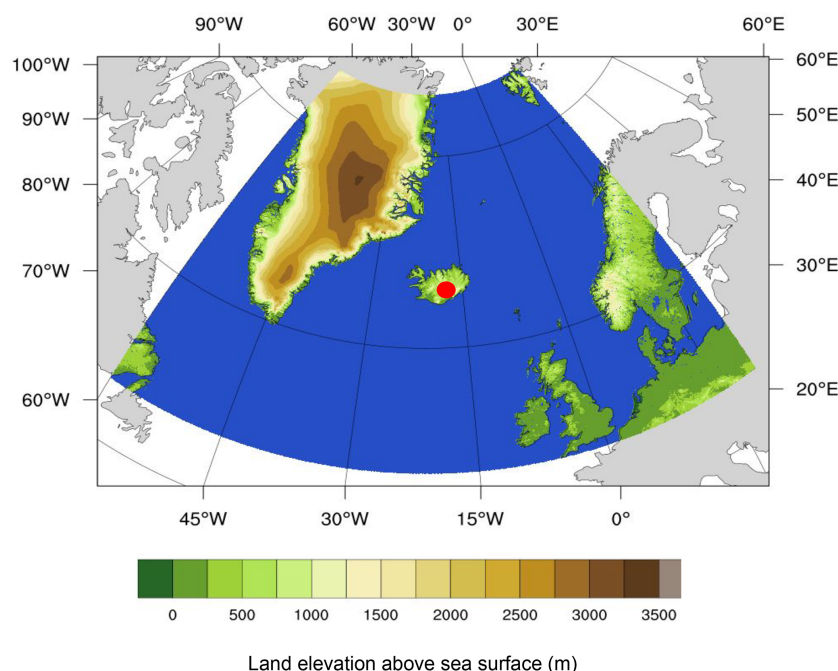 90°W 60°W 30°W 0° 30°E 60°E
100°W 60°E
90°W 50°E
80°W 40°E
70°W 30°E
60°W 20°E
45°W 30°W 15°W 0°
0 500 1000 1500 2000 2500 3000 3500
Land elevation above sea surface (m)